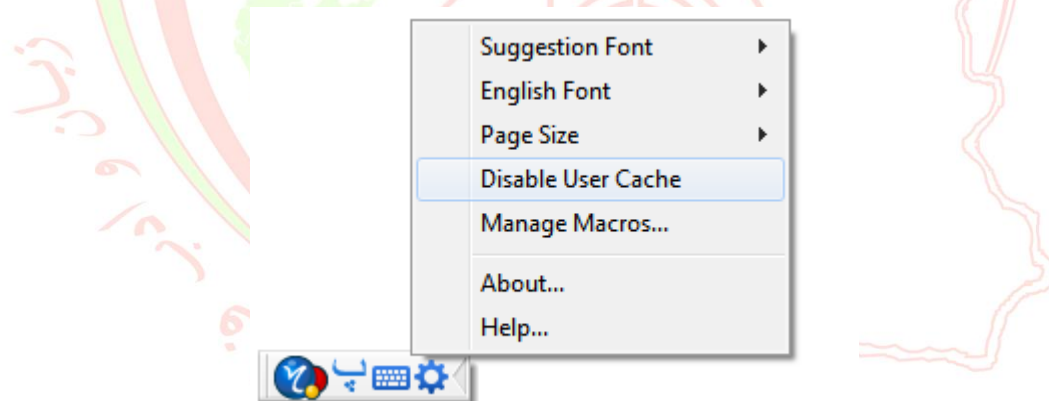 Suggestion Font
English Font
Page Size
Disable User Cache
Manage Macros...
About...
Help...
پ